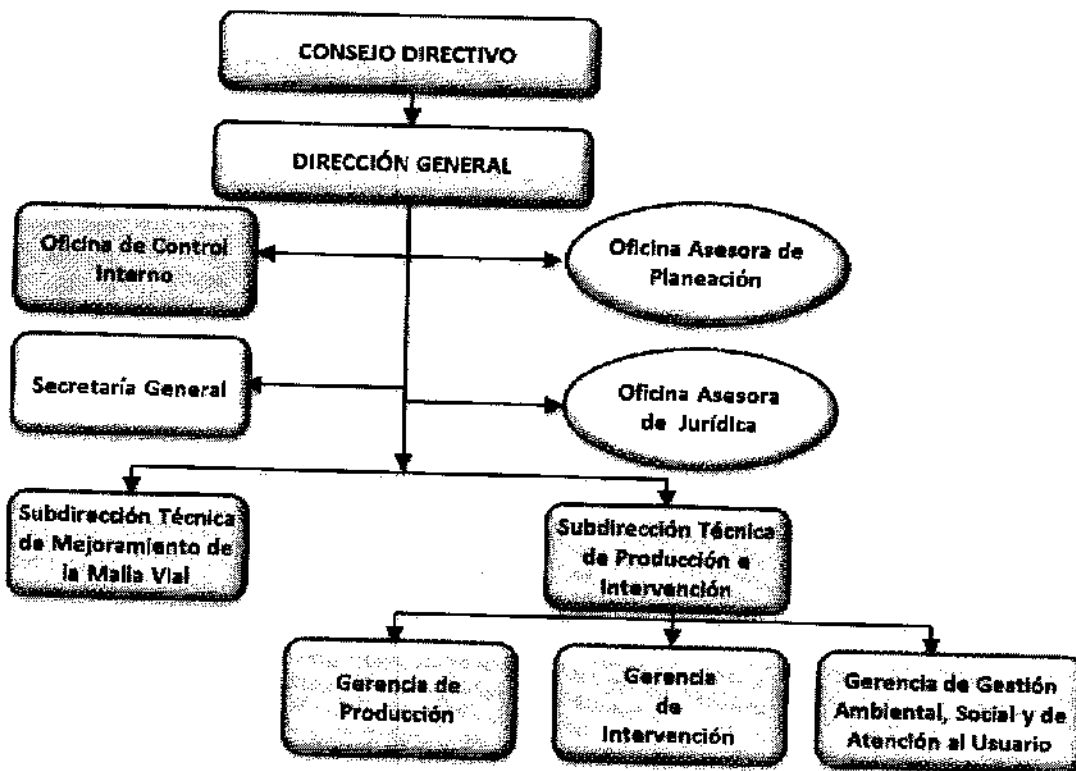 CONSEJO DIRECTIVO
DIRECCIÓN GENERAL
Oficina de Control
Interno
Oficina Asesora de
Planeación
Secretaría General
Oficina Asesora
de Jurídica
Subdirección Técnica
de Mejoramiento de
la Malla Vial
Subdirección Técnica
de Producción e
Intervención
Gerencia de
Producción
Gerencia
de
Intervención
Gerencia de Gestión
Ambiental, Social y de
Atención al Usuario